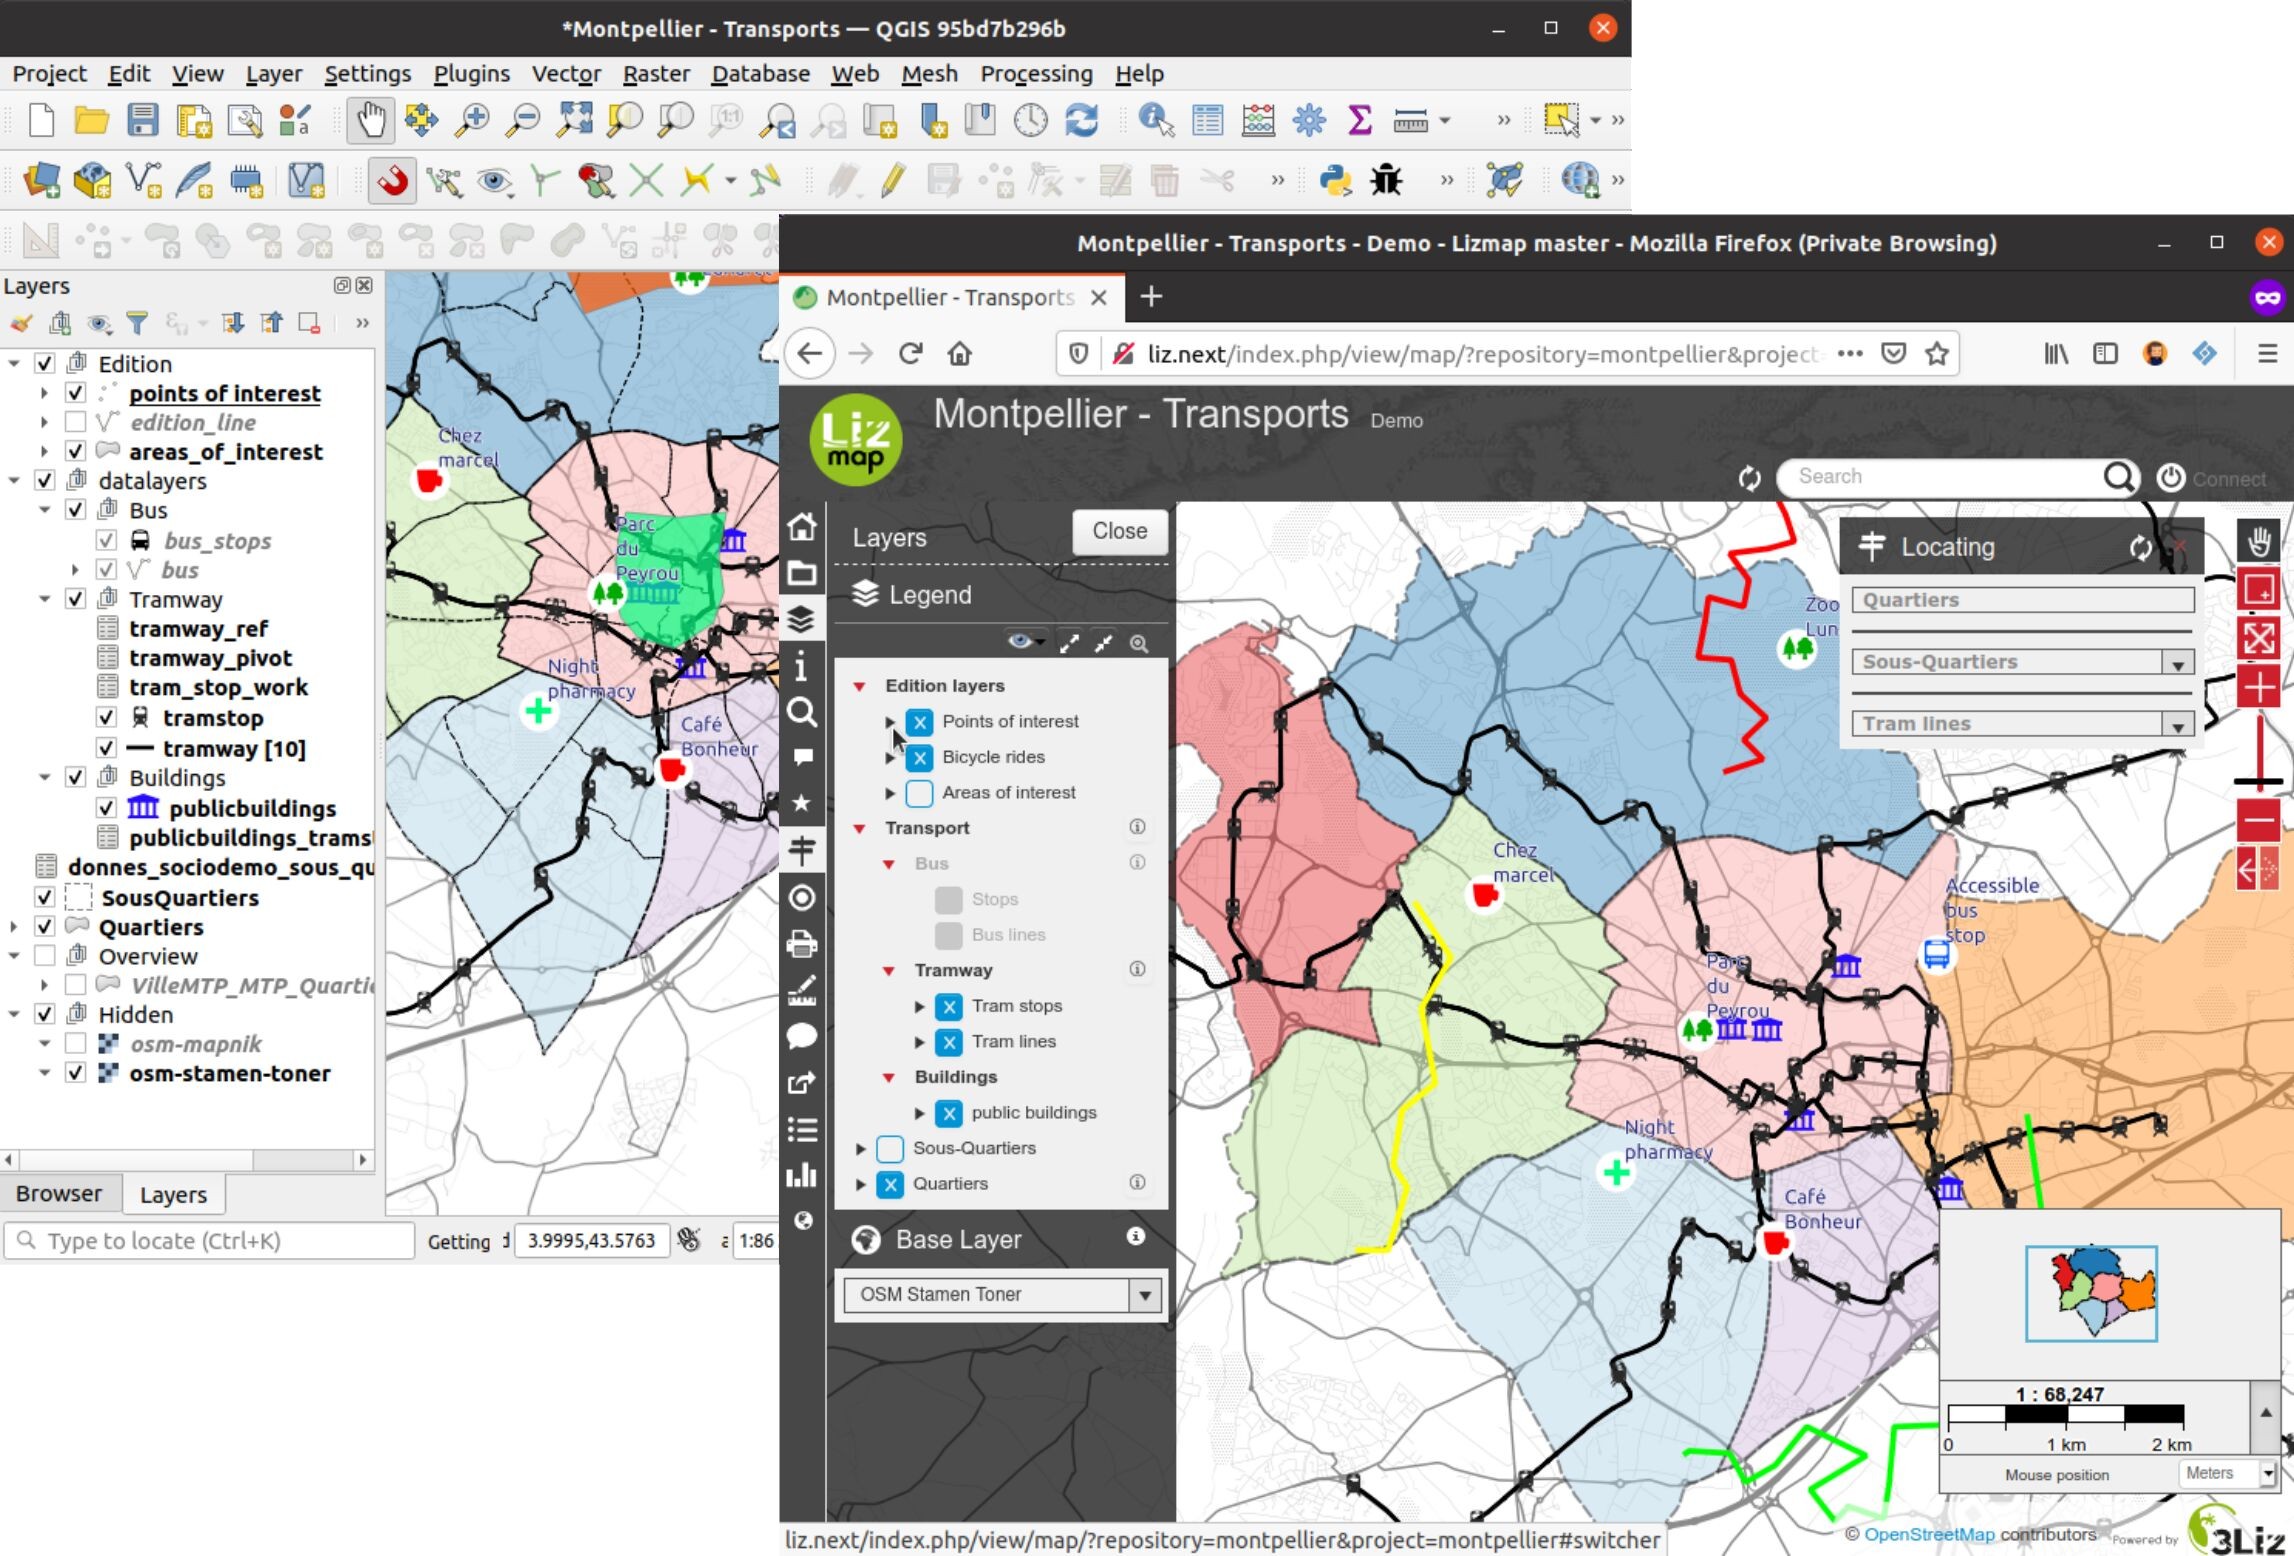 *Montpellier - Transports — QGIS 95bd7b296b
Project Edit View Layer Settings Plugins Vector Raster Database Web Mesh Processing Help
Layers
Edition
points of interest
edition_line
areas_of_interest
datalayers
Bus
bus_stops
bus
Tramway
tramway_ref
tramway_pivot
tram_stop_work
tramstop
tramway [10]
Buildings
publicbuildings
publicbuildings_trams
donnes_sociodemo_sous_qu
SousQuartiers
Quartiers
Overview
VilleMTP_MTP_Quartie
Hidden
osm-mapnik
osm-stamen-toner
Browser Layers
Type to locate (Ctrl+K)
Getting
3.9995,43.5763
1:86
Chez
marcel
Parc
du
Peyrou
Night
pharmacy
Café
Bonheur
Montpellier - Transports - Demo - Lizmap master - Mozilla Firefox (Private Browsing)
Montpellier - Transports
liz.next/index.php/view/map/?repository=montpellier&project
Liz
map
Montpellier - Transports Demo
Search
Connect
Layers
Close
Legend
Edition layers
Points of interest
Bicycle rides
Areas of interest
Transport
Bus
Stops
Bus lines
Tramway
Tram stops
Tram lines
Buildings
public buildings
Sous-Quartiers
Quartiers
Base Layer
OSM Stamen Toner
Locating
Quartiers
Sous-Quartiers
Tram lines
Zoo
Lun
Chez
marcel
Accessible
bus
stop
Parc
du
Peyrou
Night
pharmacy
Café
Bonheur
1 : 68,247
0 1 km 2 km
Mouse position
Meters
© OpenStreetMap contributors
Powered by
3Liz
liz.next/index.php/view/map/?repository=montpellier&project=montpellier#switcher